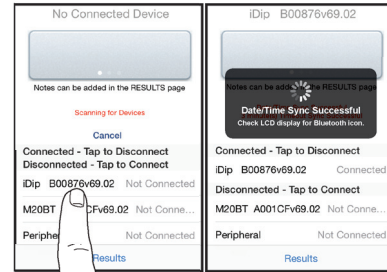 No Connected Device
Notes can be added in the RESULTS page
Scanning for Devices
Cancel
Connected - Tap to Disconnect
Disconnected - Tap to Connect
iDip B00876v69.02 Not Connected
M20BT CFv69.02 Not Conne...
Periphe Not Connected
Results
iDip B00876v69.02
Notes can be in the RESULTS page
Date/Time Sync Successful
Check LCD display for Bluetooth icon.
Connected - Tap to Disconnect
iDip B00876v69.02 Connected
Disconnected - Tap to Connect
M20BT A001CFv69.02 Not Conne...
Peripheral Not Connected
Results